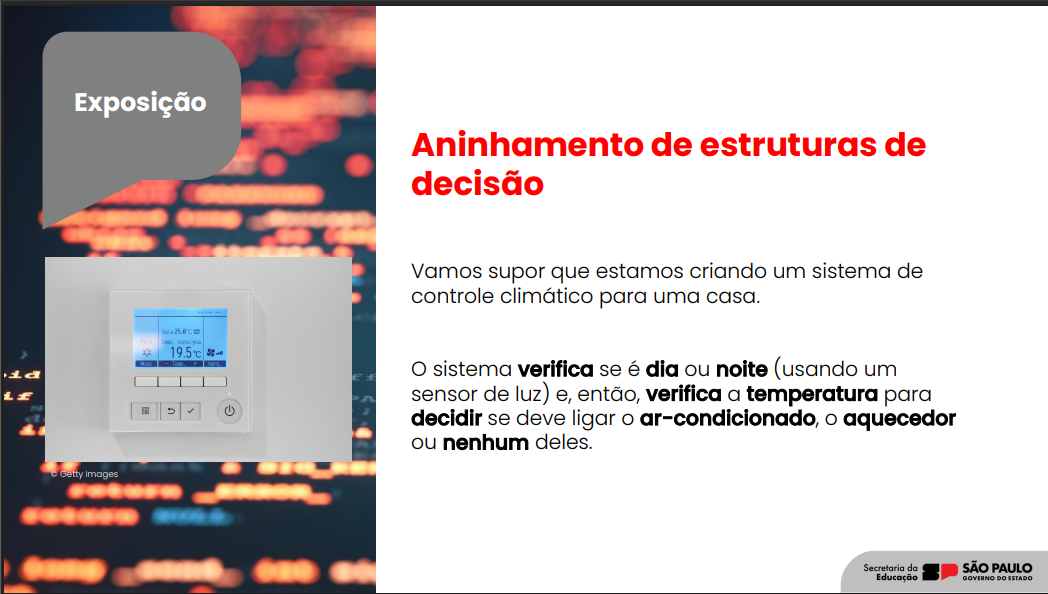 Exposição
Aninhamento de estruturas de
decisão
Vamos supor que estamos criando um sistema de
controle climático para uma casa.
O sistema verifica se é dia ou noite (usando um
sensor de luz) e, então, verifica a temperatura para
decidir se deve ligar o ar-condicionado, o aquecedor
ou nenhum deles.
25.0°C
19.5°C
© Getty Images
Secretaria da
Educação
SÃO PAULO
GOVERNO DO ESTADO